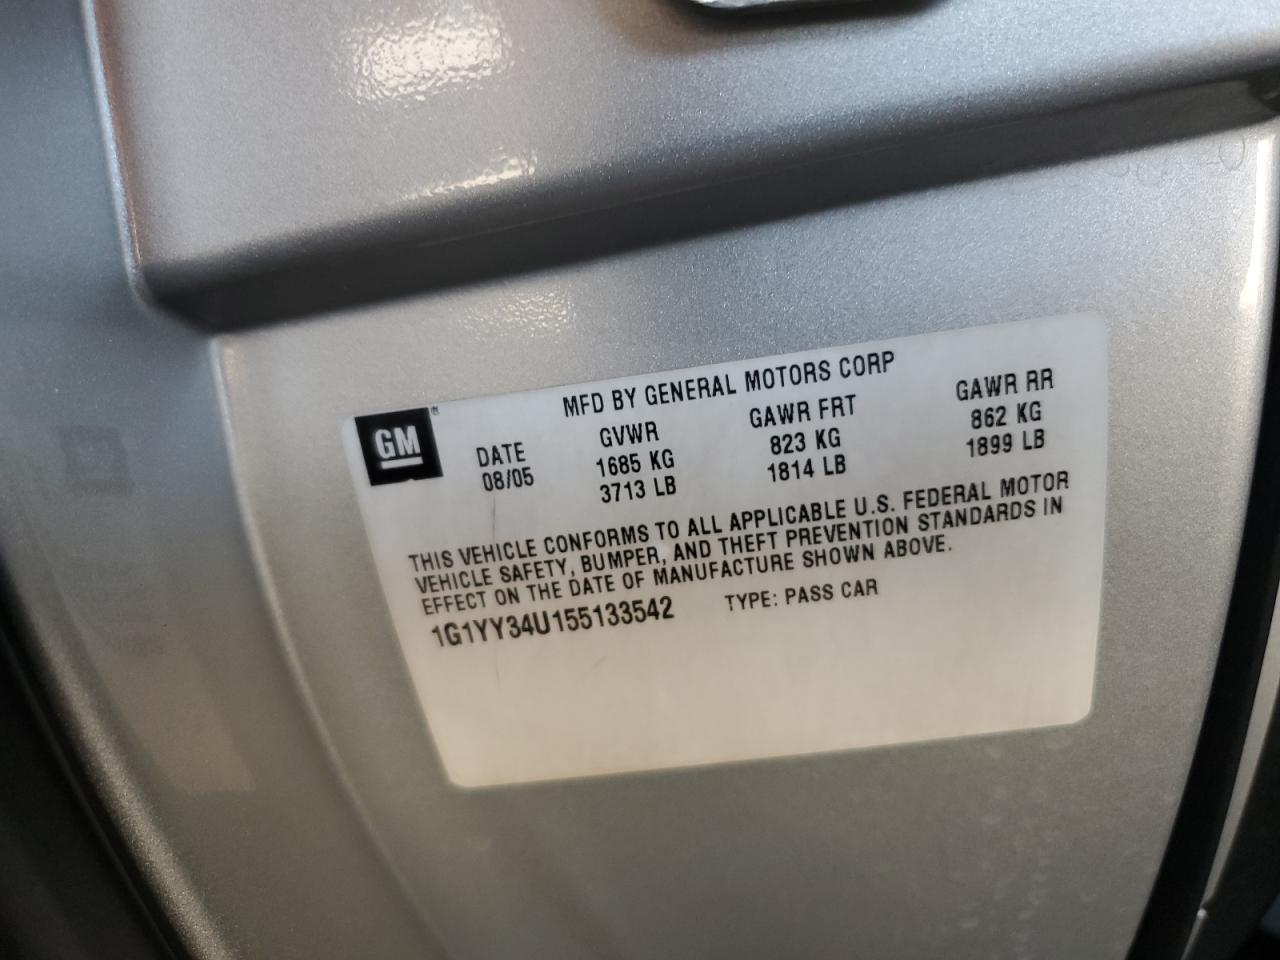 MFD BY GENERAL MOTORS CORP
GM®
DATE GVWR GAWR FRT GAWR RR
08/05 1685 KG 823 KG 862 KG
3713 LB 1814 LB 1899 LB
THIS VEHICLE CONFORMS TO ALL APPLICABLE U.S. FEDERAL MOTOR
VEHICLE SAFETY, BUMPER, AND THEFT PREVENTION STANDARDS IN
EFFECT ON THE DATE OF MANUFACTURE SHOWN ABOVE.
1G1YY34U155133542 TYPE: PASS CAR